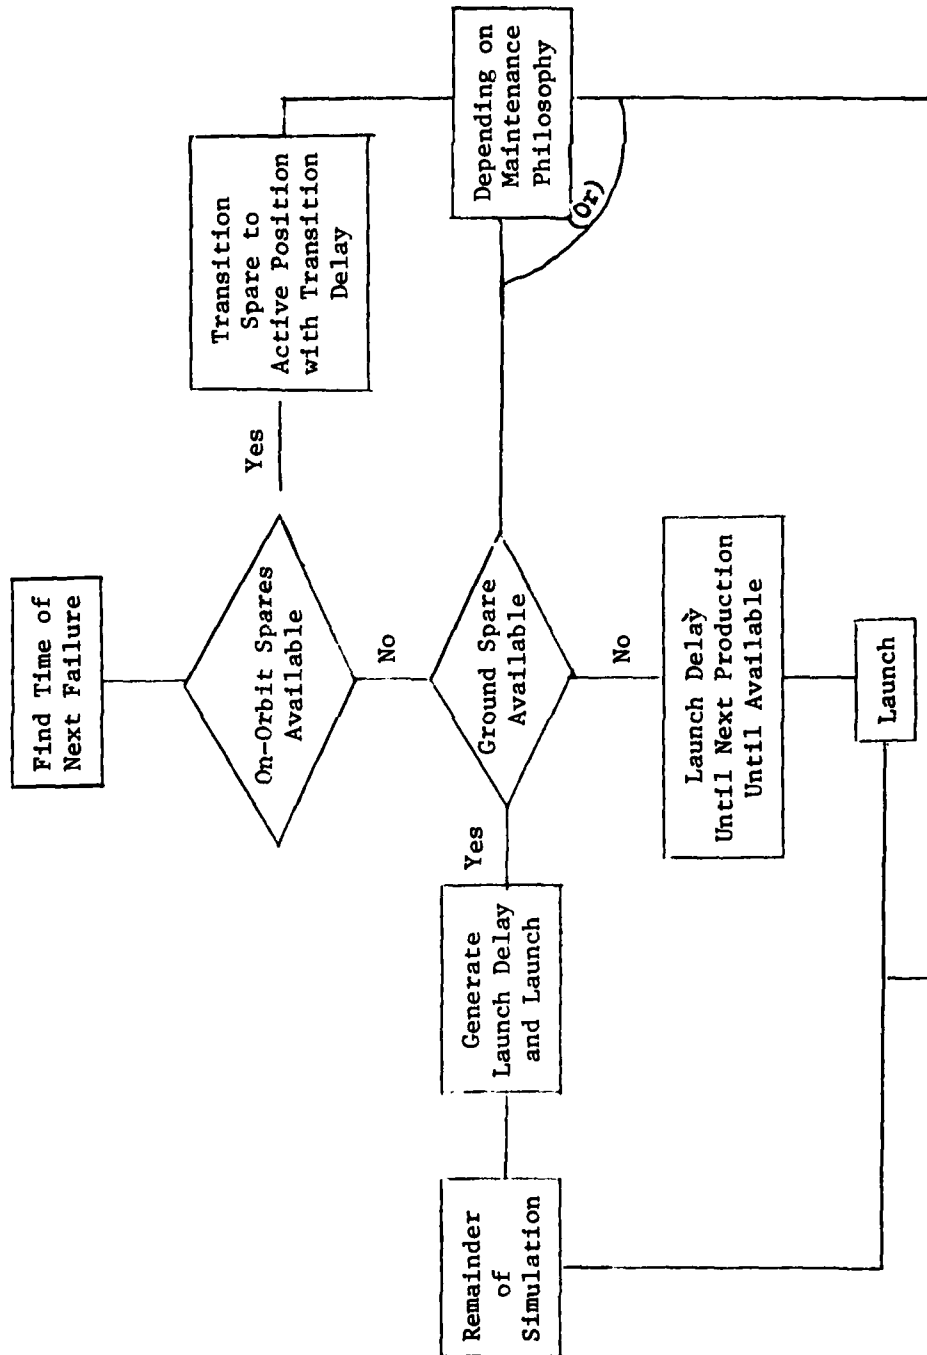 Find Time of
Next Failure
On-Orbit Spares
Available
Yes
Transition
Spare to
Active Position
with Transition
Delay
No
Depending on
Maintenance
Philosophy
(Or)
Ground Spare
Available
Yes
Generate
Launch Delay
and Launch
Remainder
of
Simulation
No
Launch Delay
Until Next Production
Until Available
Launch